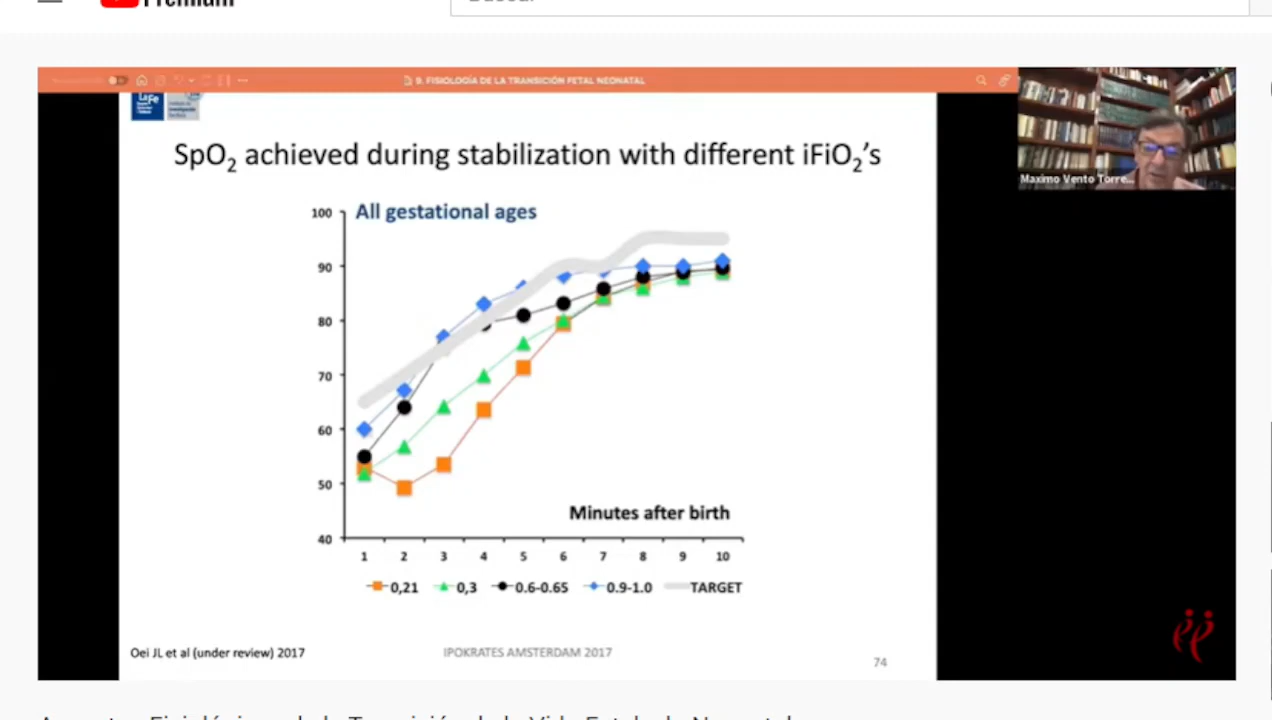 Premium
9. FISIOLOGÍA DE LA TRANSICIÓN FETAL NEONATAL
LaFe
Maximo Vento Torre...
SpO2 achieved during stabilization with different iFiO2's
All gestational ages
100
90
80
70
60
50
40
Minutes after birth
1 2 3 4 5 6 7 8 9 10
0,21 0,3 0.6-0.65 0.9-1.0 TARGET
Oei JL et al (under review) 2017
IPOKRATES AMSTERDAM 2017
74